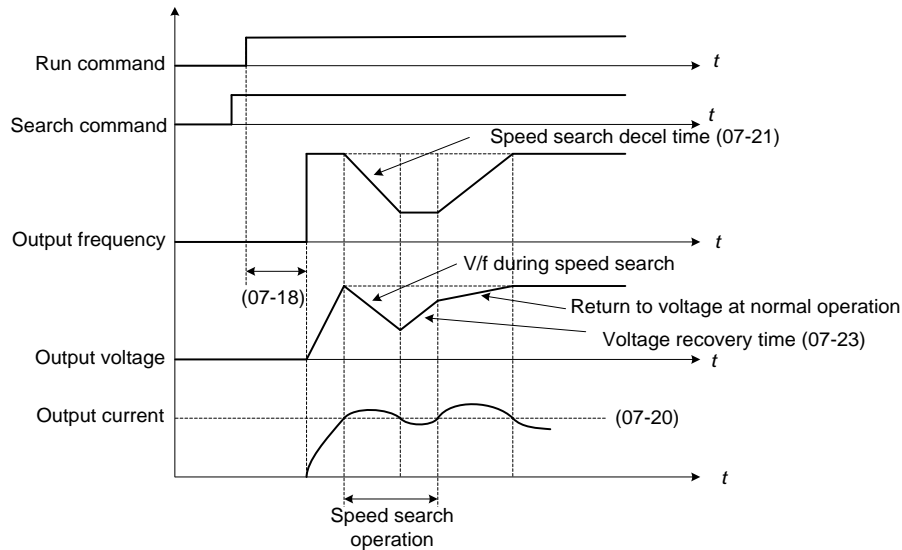 Run command
t
Search command
t
Speed search decel time (07-21)
Output frequency
t
V/f during speed search
(07-18)
Return to voltage at normal operation
Voltage recovery time (07-23)
Output voltage
t
Output current
(07-20)
t
Speed search
operation